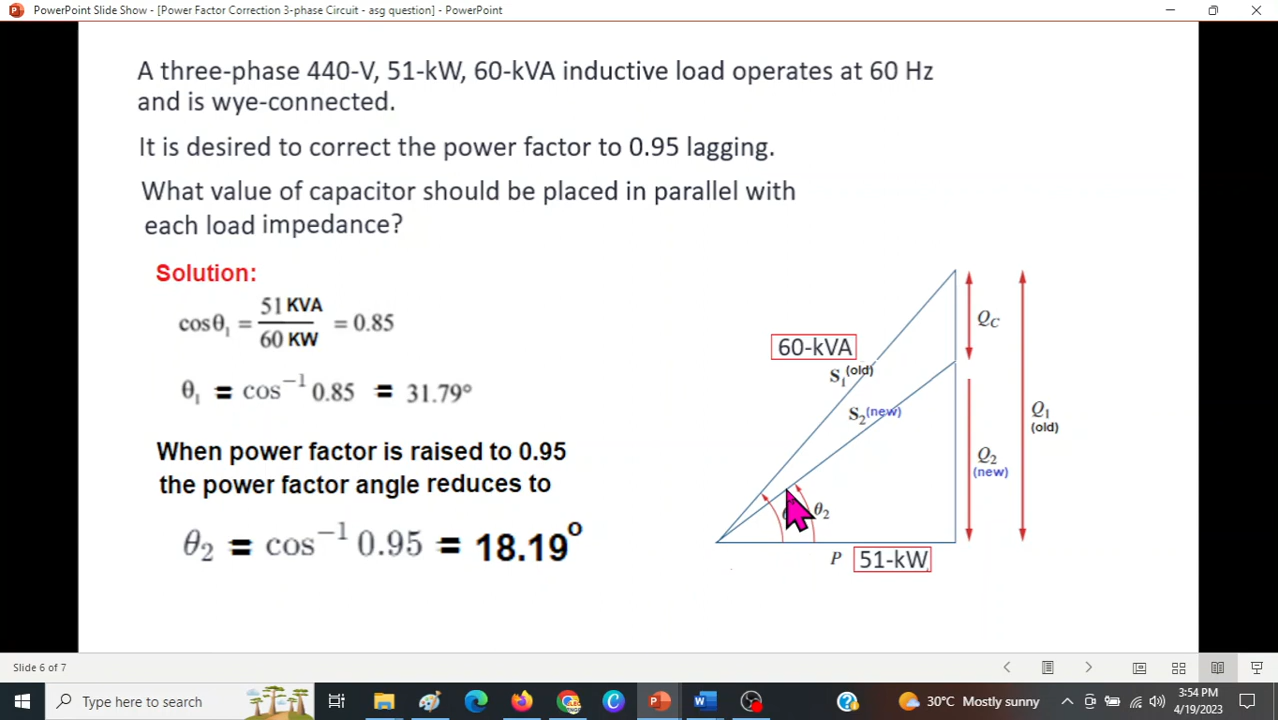 PowerPoint Slide Show - [Power Factor Correction 3-phase Circuit - asg question] - PowerPoint
A three-phase 440-V, 51-kW, 60-kVA inductive load operates at 60 Hz
and is wye-connected.
It is desired to correct the power factor to 0.95 lagging.
What value of capacitor should be placed in parallel with
each load impedance?
Solution:
cosθ₁ = 51 KVA / 60 KW = 0.85
θ₁ = cos⁻¹ 0.85 = 31.79°
When power factor is raised to 0.95
the power factor angle reduces to
θ₂ = cos⁻¹ 0.95 = 18.19°
60-kVA
S₁(old)
S₂(new)
Q_C
Q₁
(old)
Q₂
(new)
θ₂
P 51-kW
Slide 6 of 7
Type here to search
30°C Mostly sunny
3:54 PM
4/19/2023